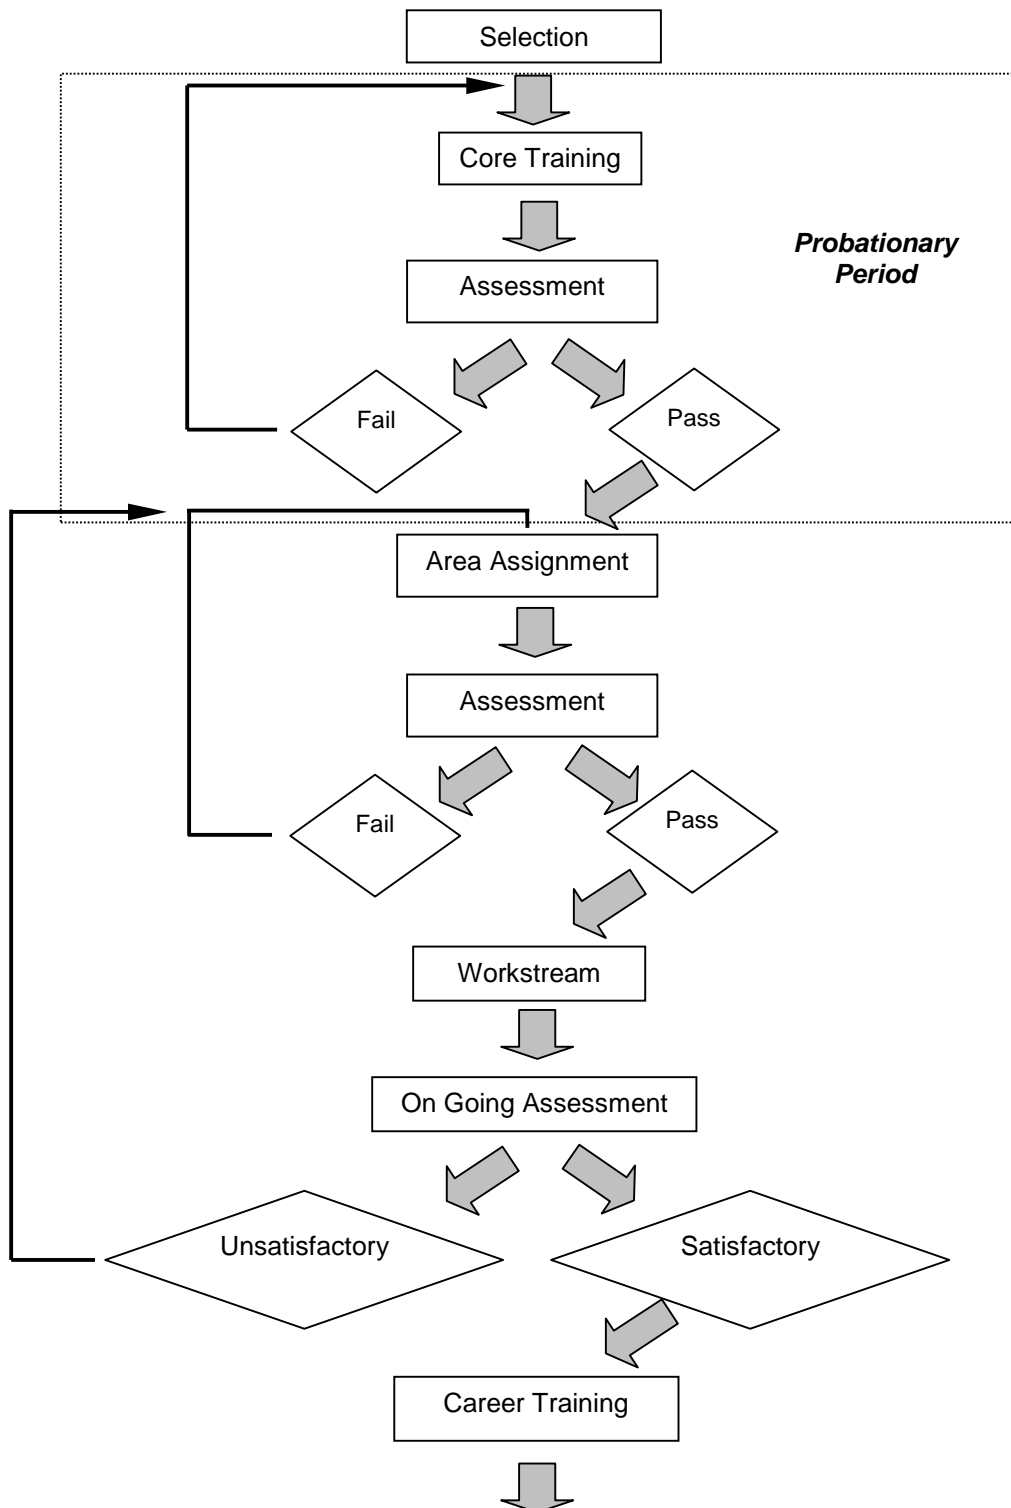 Selection
Core Training
Probationary
Period
Assessment
Fail
Pass
Area Assignment
Assessment
Fail
Pass
Workstream
On Going Assessment
Unsatisfactory
Satisfactory
Career Training